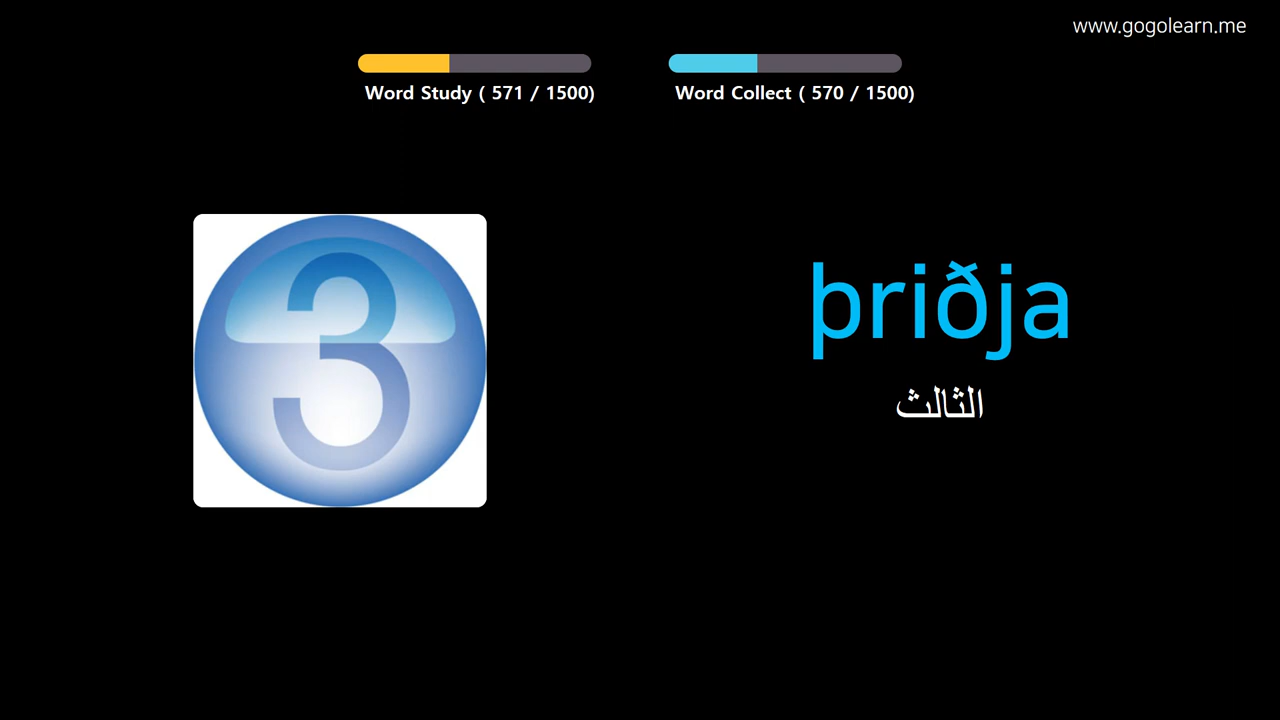 www.gogolearn.me
Word Study ( 571 / 1500)
Word Collect ( 570 / 1500)
3
þriðja
الثالث